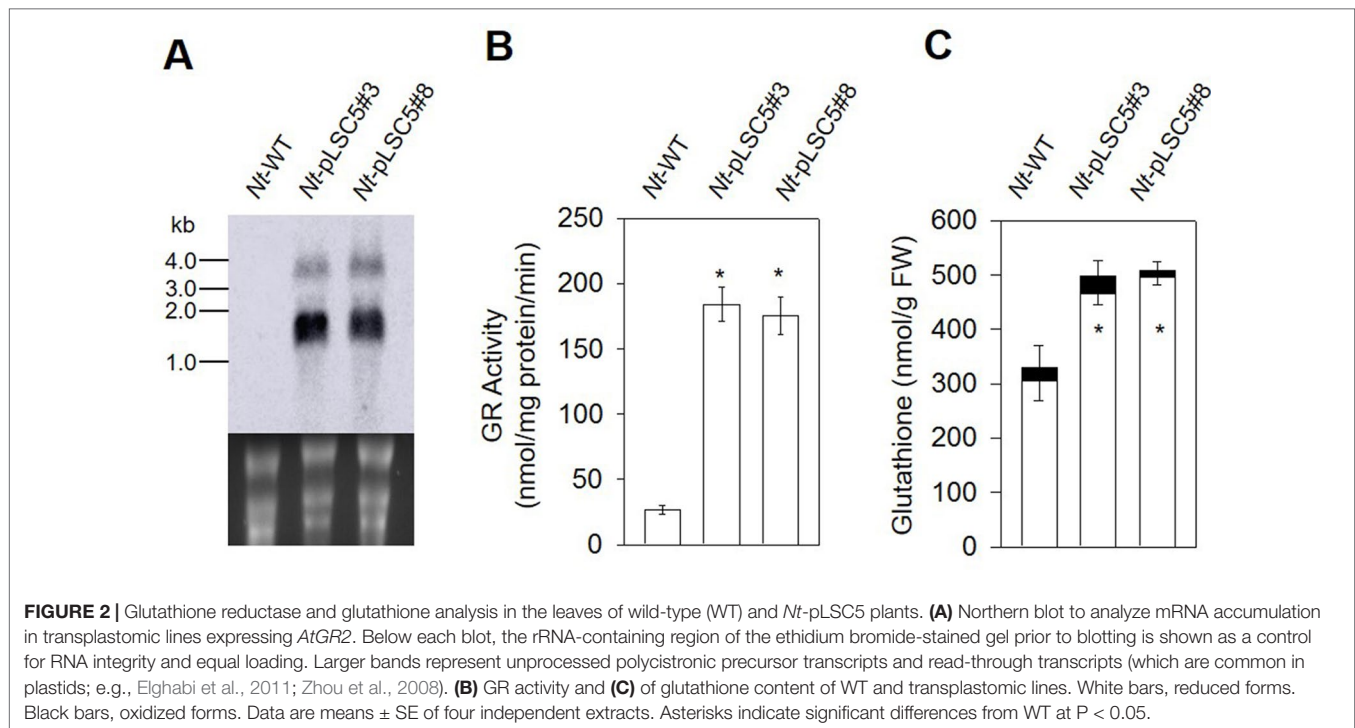 A
B
C
Nt-WT
Nt-pLSC5#3
Nt-pLSC5#8
kb
4.0
3.0
2.0
1.0
Nt-WT
Nt-pLSC5#3
Nt-pLSC5#8
GR Activity
(nmol/mg protein/min)
250
200
150
100
50
0
*
*
Nt-WT
Nt-pLSC5#3
Nt-pLSC5#8
Glutathione (nmol/g FW)
600
500
400
300
200
100
0
*
*
FIGURE 2 | Glutathione reductase and glutathione analysis in the leaves of wild-type (WT) and Nt-pLSC5 plants. (A) Northern blot to analyze mRNA accumulation
in transplastomic lines expressing AtGR2. Below each blot, the rRNA-containing region of the ethidium bromide-stained gel prior to blotting is shown as a control
for RNA integrity and equal loading. Larger bands represent unprocessed polycistronic precursor transcripts and read-through transcripts (which are common in
plastids; e.g., Elghabi et al., 2011; Zhou et al., 2008). (B) GR activity and (C) of glutathione content of WT and transplastomic lines. White bars, reduced forms.
Black bars, oxidized forms. Data are means ± SE of four independent extracts. Asterisks indicate significant differences from WT at P < 0.05.